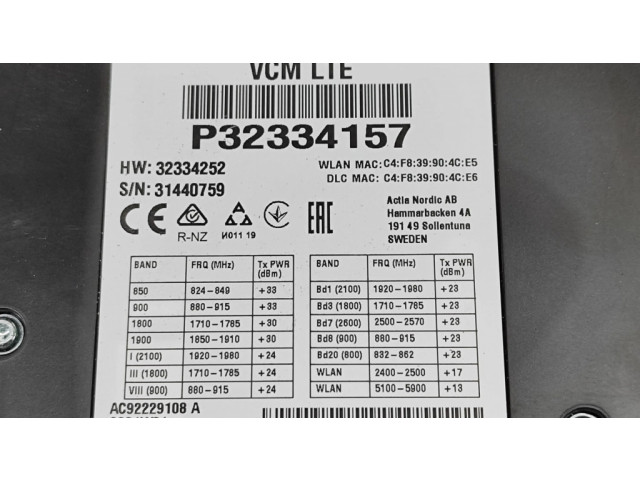 VCM LTE
P32334157
HW: 32334252
S/N: 31440759
WLAN MAC: C4:F8:39:90:4C:E5
DLC MAC: C4:F8:39:90:4C:E6
CE
R-NZ
И011 19
EAC
Actia Nordic AB
Hammarbacken 4A
191 49 Sollentuna
SWEDEN
BAND FRQ (MHz) Tx PWR (dBm)
850 824-849 +33
900 880-915 +33
1800 1710-1785 +30
1900 1850-1910 +30
I (2100) 1920-1980 +24
III (1800) 1710-1785 +24
VIII (900) 880-915 +24
BAND FRQ (MHz) Tx PWR (dBm)
Bd1 (2100) 1920-1980 +23
Bd3 (1800) 1710-1785 +23
Bd7 (2600) 2500-2570 +23
Bd8 (900) 880-915 +23
Bd20 (800) 832-862 +23
WLAN 2400-2500 +17
WLAN 5100-5900 +13
AC92229108 A